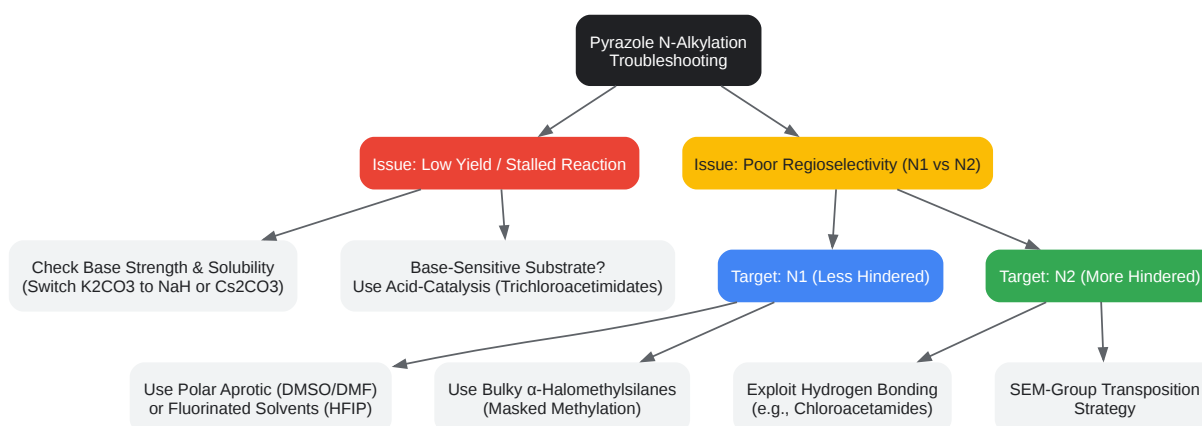 Pyrazole N-Alkylation
Troubleshooting
Issue: Low Yield / Stalled Reaction
Issue: Poor Regioselectivity (N1 vs N2)
Check Base Strength & Solubility
(Switch K2CO3 to NaH or Cs2CO3)
Base-Sensitive Substrate?
Use Acid-Catalysis (Trichloroacetimidates)
Target: N1 (Less Hindered)
Target: N2 (More Hindered)
Use Polar Aprotic (DMSO/DMF)
or Fluorinated Solvents (HFIP)
Use Bulky α-Halomethylsilanes
(Masked Methylation)
Exploit Hydrogen Bonding
(e.g., Chloroacetamides)
SEM-Group Transposition
Strategy